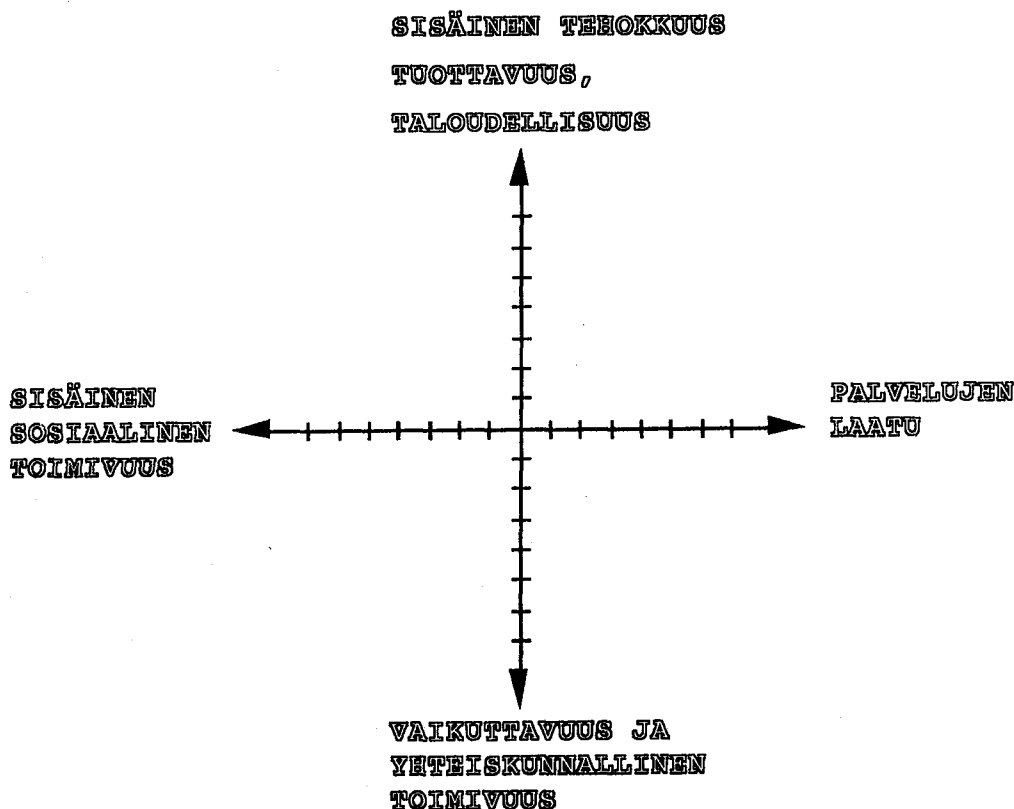 SISÄINEN TEHOKKUUS
TUOTTAVUUS,
TALOUDELLISUUS
SISÄINEN
SOSIAALINEN
TOIMIVUUS
PALVELUJEN
LAATU
VAIKUTTAVUUS JA
YHTEISKUNNALLINEN
TOIMIVUUS